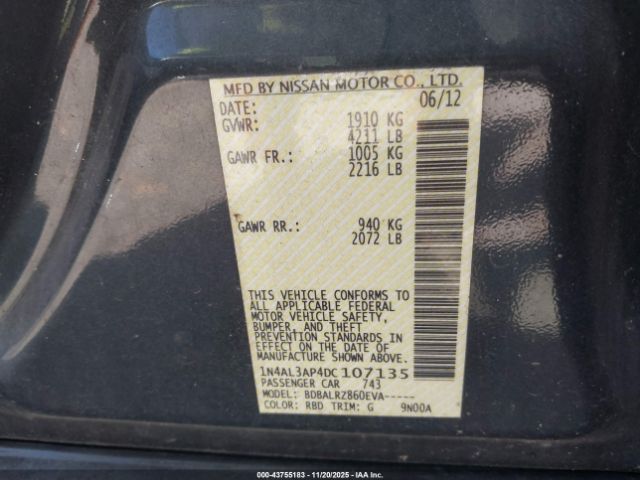 MFD BY NISSAN MOTOR CO., LTD.
DATE: 06/12
GVWR: 1910 KG
4211 LB
GAWR FR.: 1005 KG
2216 LB
GAWR RR.: 940 KG
2072 LB
THIS VEHICLE CONFORMS TO
ALL APPLICABLE FEDERAL
MOTOR VEHICLE SAFETY,
BUMPER, AND THEFT
PREVENTION STANDARDS IN
EFFECT ON THE DATE OF
MANUFACTURE SHOWN ABOVE.
1N4AL3AP4DC107135
PASSENGER CAR 743
MODEL: BDBALRZ860EVA-----
COLOR: RBD TRIM: G 9N00A
000-43755183 - 11/20/2025 - IAAI, Inc.